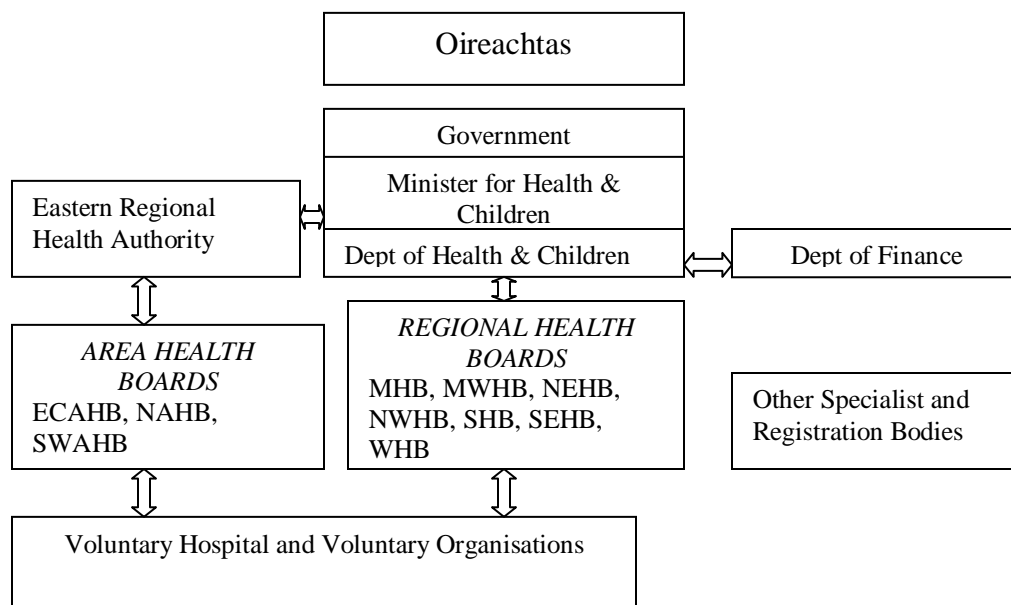 Oireachtas
Government
Minister for Health &
Children
Eastern Regional
Health Authority
Dept of Health & Children
Dept of Finance
AREA HEALTH
BOARDS
ECAHB, NAHB,
SWAHB
REGIONAL HEALTH
BOARDS
MHB, MWHB, NEHB,
NWHB, SHB, SEHB,
WHB
Other Specialist and
Registration Bodies
Voluntary Hospital and Voluntary Organisations